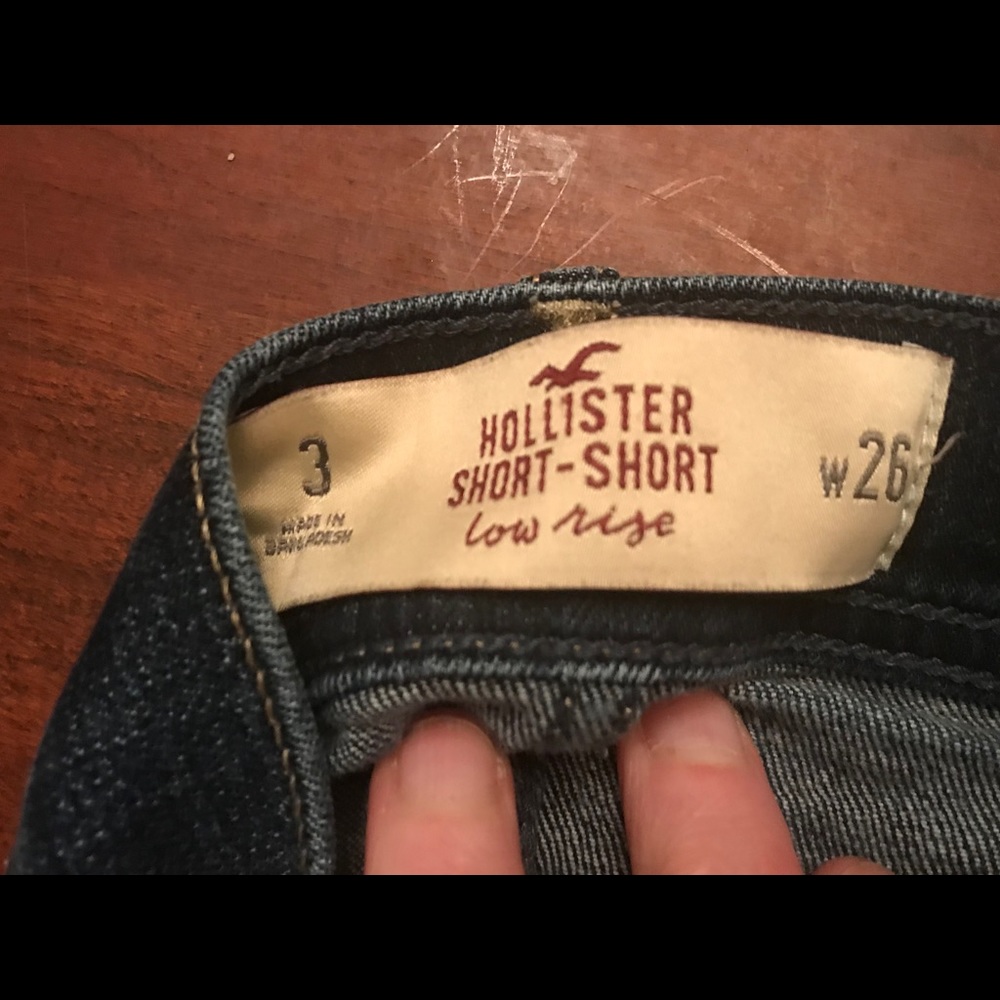 3
MADE IN
BANGLADESH
HOLLISTER
SHORT-SHORT
low rise
W26